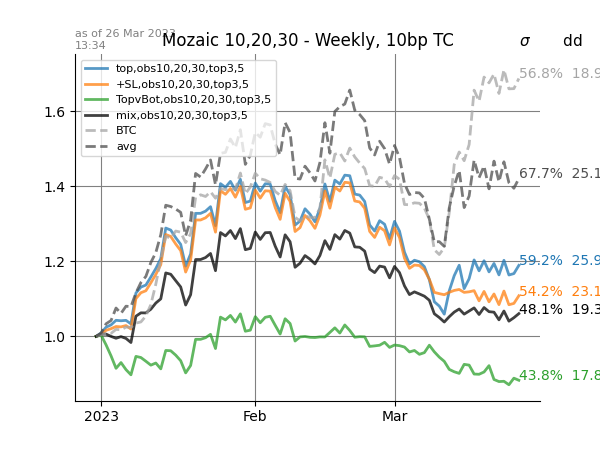 as of 26 Mar 2023
13:34
Mozaic 10,20,30 - Weekly, 10bp TC
σ dd
top,obs10,20,30,top3,5
+SL,obs10,20,30,top3,5
TopvBot,obs10,20,30,top3,5
mix,obs10,20,30,top3,5
BTC
avg
56.8% 18.9
1.6
67.7% 25.1
1.4
59.2% 25.9
1.2
54.2% 23.1
48.1% 19.3
1.0
43.8% 17.8
2023 Feb Mar